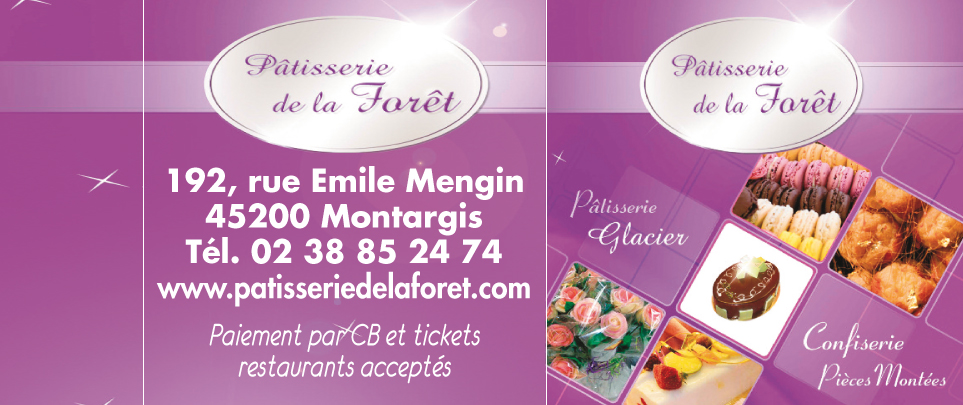 Pâtisserie
de la Forêt
192, rue Emile Mengin
45200 Montargis
Tél. 02 38 85 24 74
www.patisseriedelaforet.com
Paiement par CB et tickets
restaurants acceptés
Pâtisserie
de la Forêt
Pâtisserie
Glacier
Confiserie
Pièces Montées